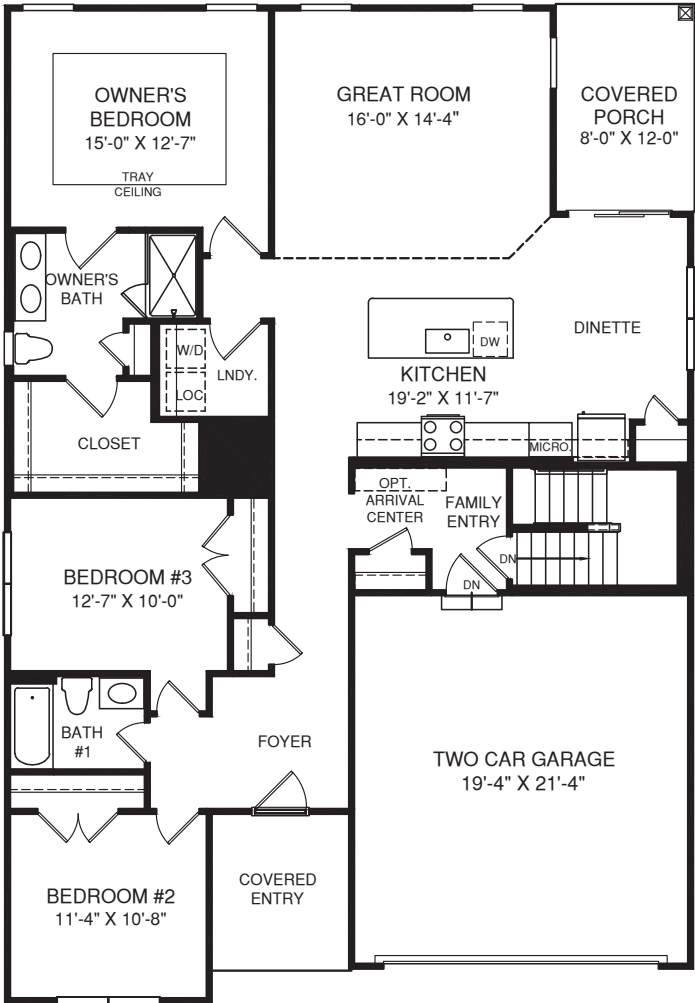 OWNER'S
BEDROOM
15'-0" X 12'-7"
TRAY
CEILING
GREAT ROOM
16'-0" X 14'-4"
COVERED
PORCH
8'-0" X 12'-0"
OWNER'S
BATH
W/D
LOC
LNDY.
CLOSET
DW
DINETTE
KITCHEN
19'-2" X 11'-7"
MICRO.
OPT.
ARRIVAL
CENTER
FAMILY
ENTRY
DN
DN
BEDROOM #3
12'-7" X 10'-0"
BATH
#1
FOYER
TWO CAR GARAGE
19'-4" X 21'-4"
COVERED
ENTRY
BEDROOM #2
11'-4" X 10'-8"